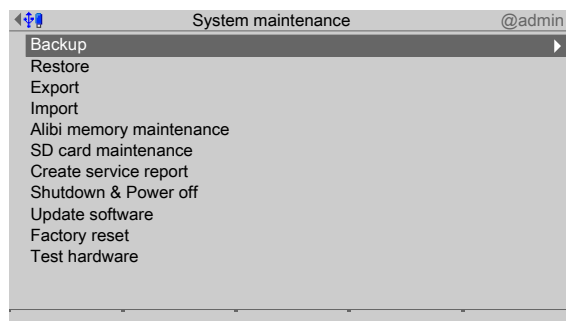 System maintenance @admin
Backup
Restore
Export
Import
Alibi memory maintenance
SD card maintenance
Create service report
Shutdown & Power off
Update software
Factory reset
Test hardware